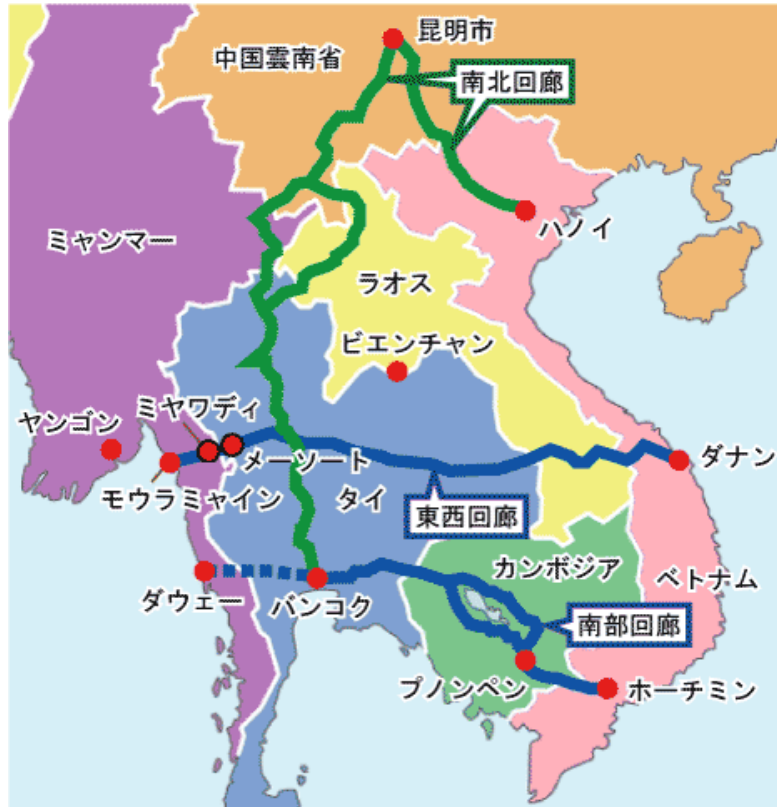 昆明市
中国雲南省
南北回廊
ハノイ
ミャンマー
ラオス
ビエンチャン
ミヤワディ
ヤンゴン
メーソート
ダナン
モウラミャイン
タイ
東西回廊
カンボジア
ベトナム
ダウェー
バンコク
南部回廊
プノンペン
ホーチミン